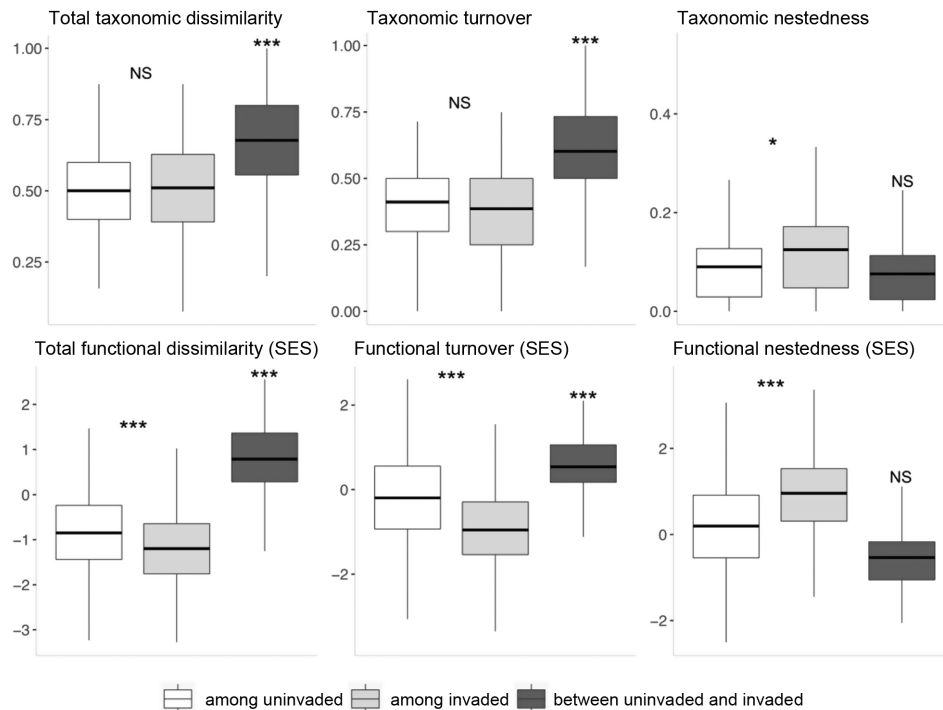 Total taxonomic dissimilarity
Taxonomic turnover
Taxonomic nestedness
1.00
0.75
0.50
0.25
NS
***
1.00
0.75
0.50
0.25
0.00
NS
***
0.4
0.2
0.0
*
NS
Total functional dissimilarity (SES)
Functional turnover (SES)
Functional nestedness (SES)
2
1
0
−1
−2
−3
***
***
2
0
−2
***
***
2
0
−2
***
NS
among uninvaded
among invaded
between uninvaded and invaded